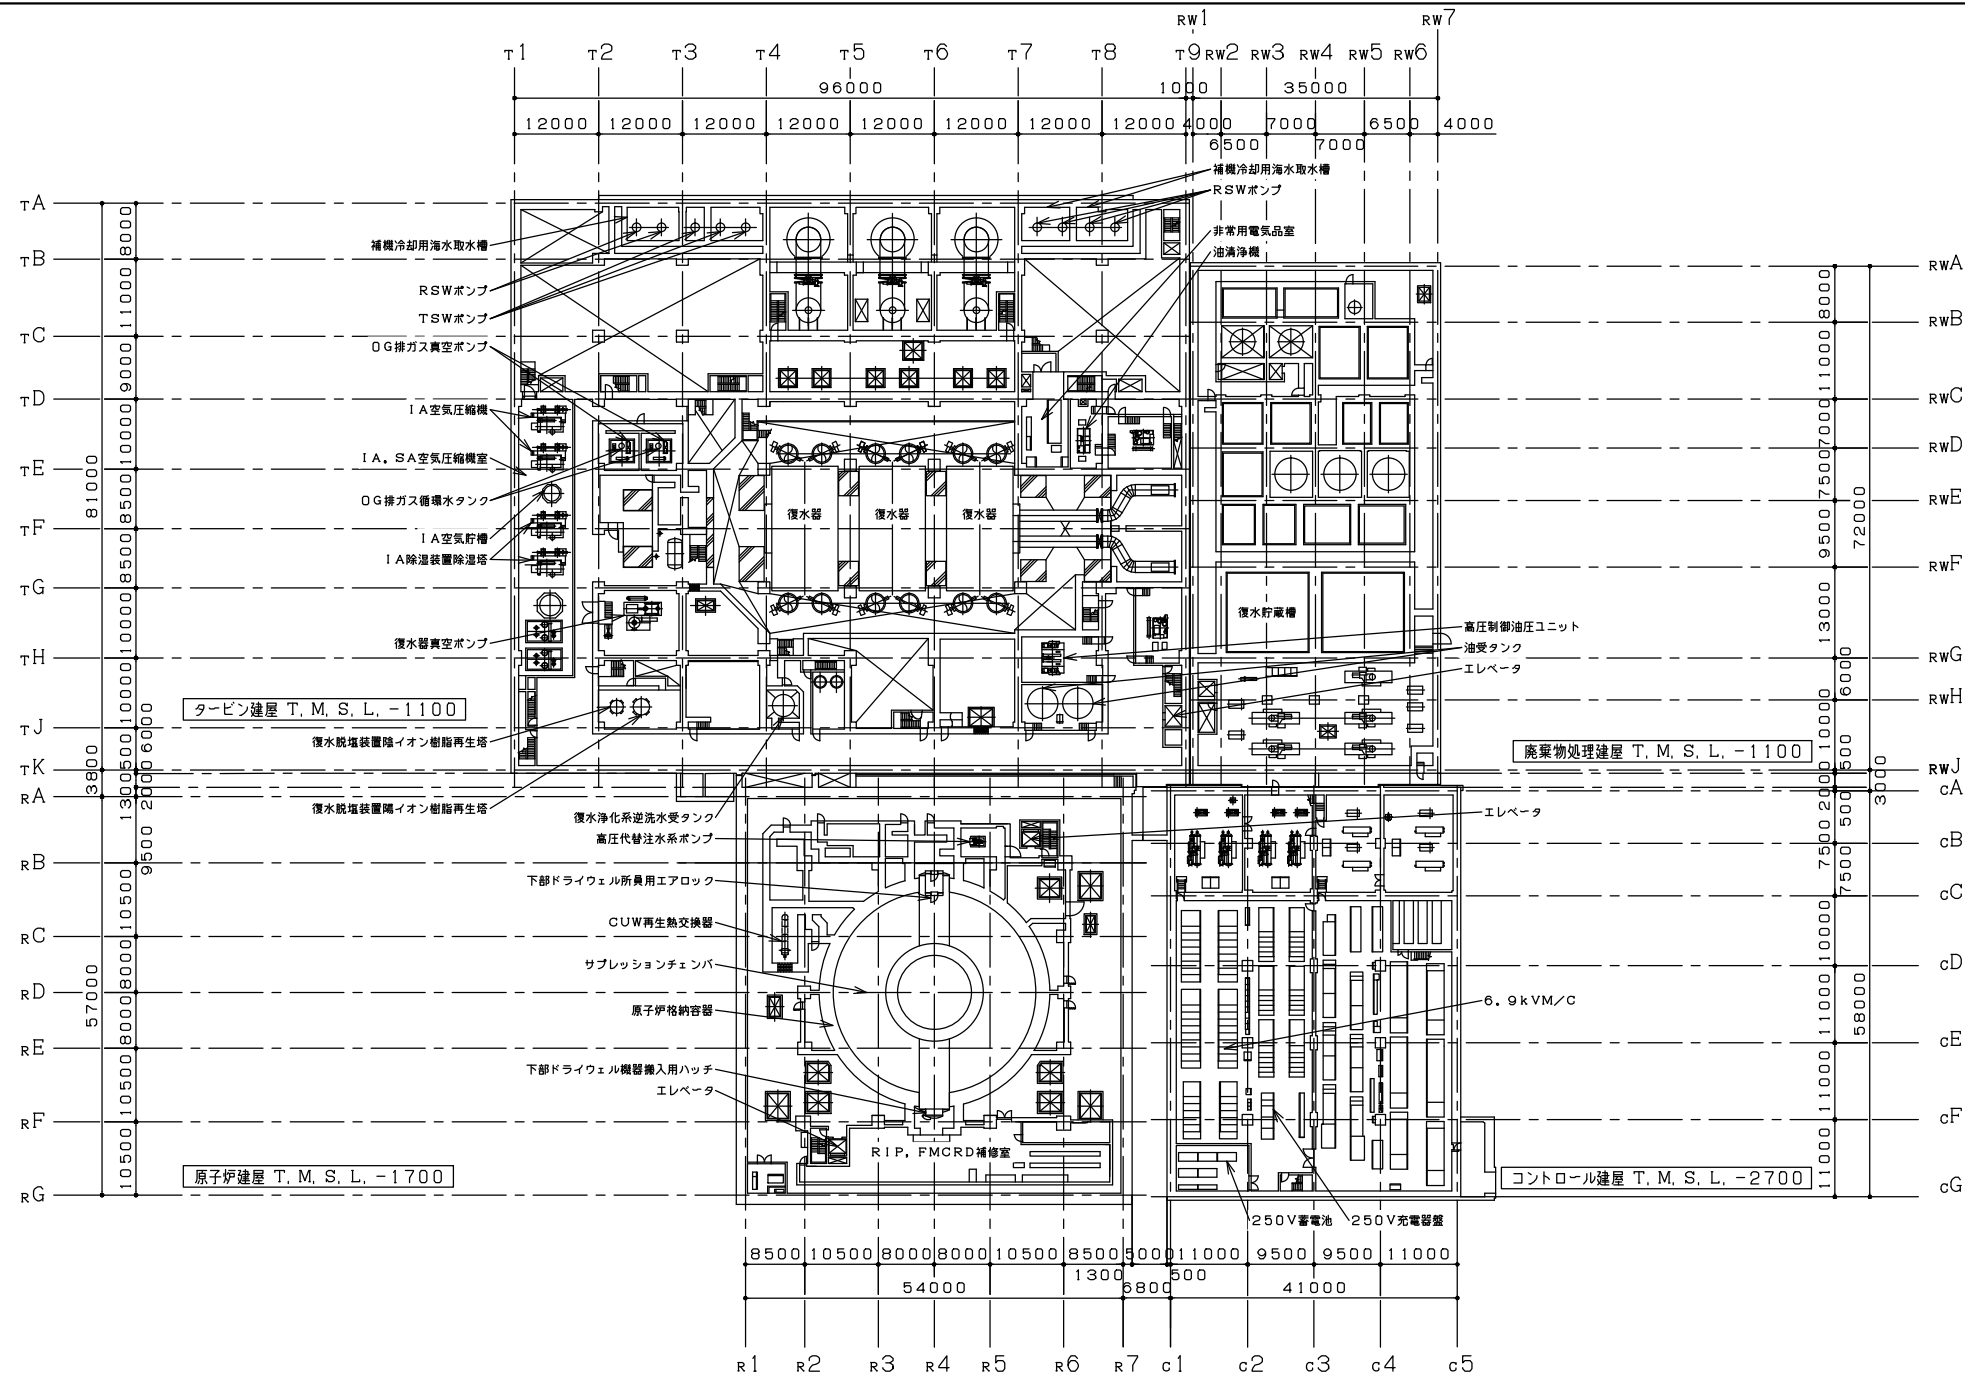 RW1 RW7
T1 T2 T3 T4 T5 T6 T7 T8 T9 RW2 RW3 RW4 RW5 RW6
96000 1000 35000
12000 12000 12000 12000 12000 12000 12000 12000 4000 7000 6500 4000
6500 7000
TA
TB
TC
TD
TE
TF
TG
TH
TJ
TK
RA
RB
RC
RD
RE
RF
RG
8000
11000
9000
10000
8500
8500
10000
10000
6000
500
2000
1300
9500
10500
8000
8000
10500
10500
81000
3800
57000
補機冷却用海水取水槽
RSWポンプ
TSWポンプ
OG排ガス真空ポンプ
IA空気圧縮機
IA,SA空気圧縮機室
OG排ガス循環水タンク
IA空気貯槽
IA除湿装置除湿塔
復水器真空ポンプ
タービン建屋 T.M.S.L.-1100
復水脱塩装置陰イオン樹脂再生塔
復水脱塩装置陽イオン樹脂再生塔
補機冷却用海水取水槽
RSWポンプ
非常用電気品室
油清浄機
復水器 復水器 復水器
復水貯蔵槽
高圧制御油圧ユニット
油受タンク
エレベータ
廃棄物処理建屋 T.M.S.L.-1100
復水浄化系逆洗水受タンク
高圧代替注水系ポンプ
下部ドライウェル所員用エアロック
CUW再生熱交換器
サプレッションチェンバ
原子炉格納容器
下部ドライウェル機器搬入用ハッチ
エレベータ
RIP,FMCRD補修室
原子炉建屋 T.M.S.L.-1700
エレベータ
6.9kVM/C
コントロール建屋 T.M.S.L.-2700
250V蓄電池 250V充電器盤
RWA
RWB
RWC
RWD
RWE
RWF
RWG
RWH
RWJ
cA
cB
cC
cD
cE
cF
cG
8000
11000
7000
7500
9500
13000
6000
10000
500
2000
500
7500
7500
10000
11000
11000
11000
72000
3000
58000
8500 10500 8000 8000 10500 8500 5000 11000 9500 9500 11000
1300 500
54000 6800 41000
R1 R2 R3 R4 R5 R6 R7 c1 c2 c3 c4 c5